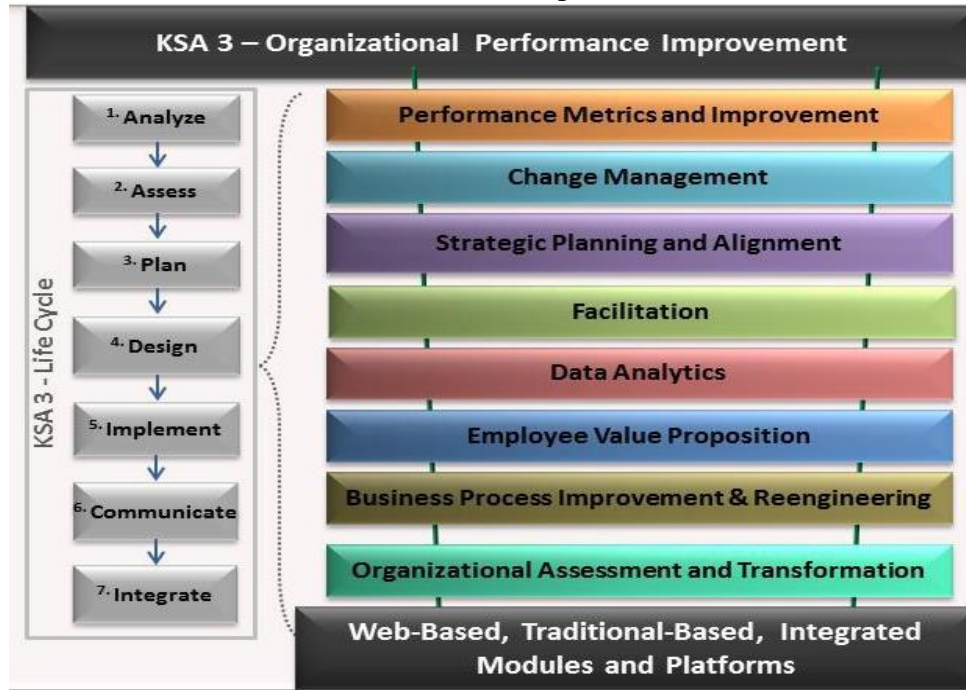 KSA 3 – Organizational Performance Improvement
KSA 3 - Life Cycle
1. Analyze
2. Assess
3. Plan
4. Design
5. Implement
6. Communicate
7. Integrate
Performance Metrics and Improvement
Change Management
Strategic Planning and Alignment
Facilitation
Data Analytics
Employee Value Proposition
Business Process Improvement & Reengineering
Organizational Assessment and Transformation
Web-Based, Traditional-Based, Integrated
Modules and Platforms